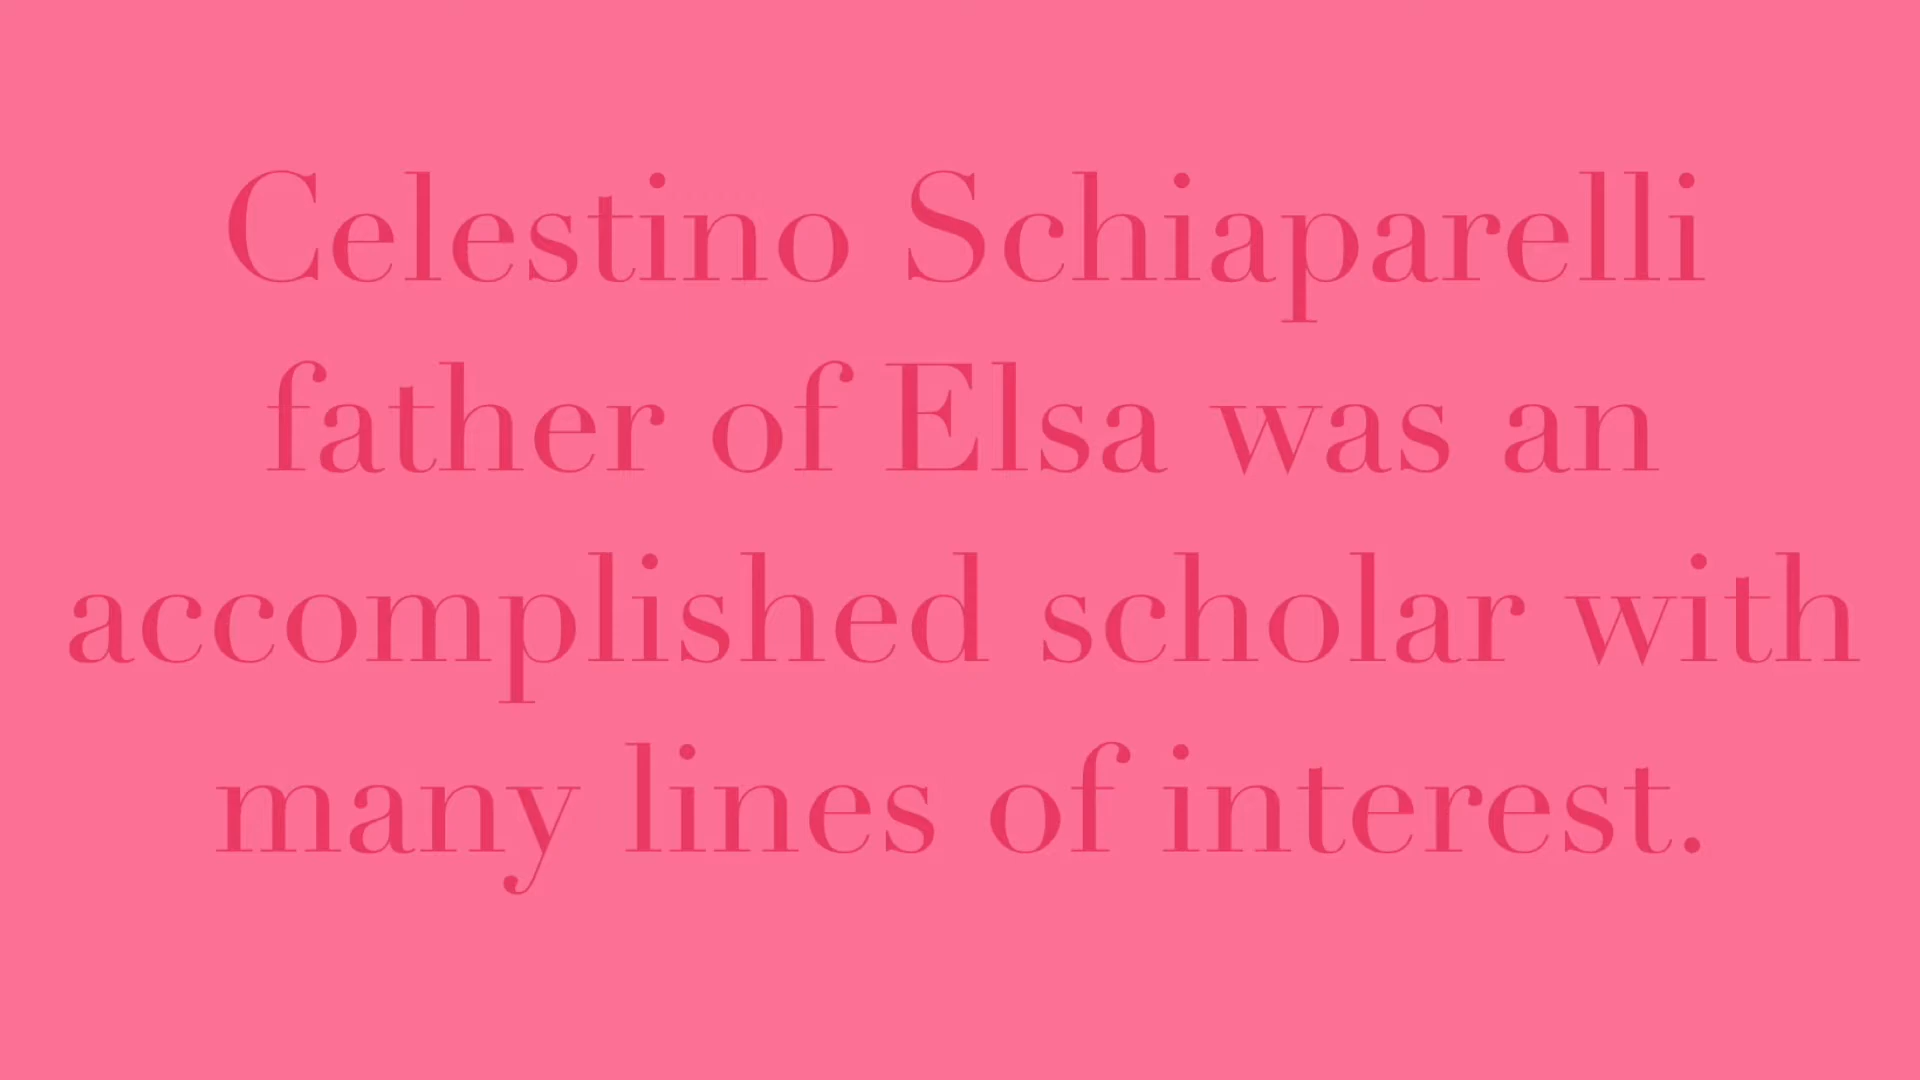 Celestino Schiaparelli
father of Elsa was an
accomplished scholar with
many lines of interest.